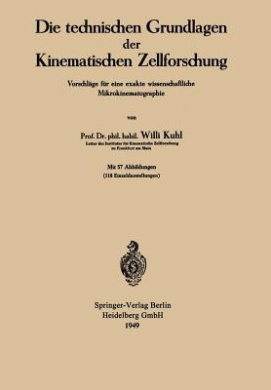 Die technischen Grundlagen
der
Kinematischen Zellforschung
Vorschläge für eine exakte wissenschaftliche
Mikrokinematographie
von
Prof. Dr. phil. habil. Willi Kuhl
Leiter des Institutes für Kinematische Zellforschung
zu Frankfurt am Main
Mit 57 Abbildungen
(118 Einzeldarstellungen)
Springer-Verlag Berlin
Heidelberg GmbH
1949